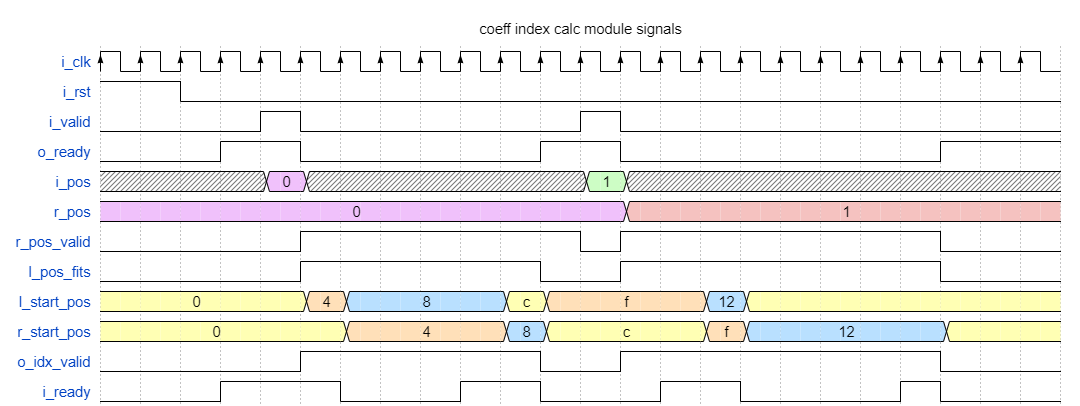 coeff index calc module signals
i_clk
i_rst
i_valid
o_ready
i_pos 0 1
r_pos 0 1
r_pos_valid
l_pos_fits
l_start_pos 0 4 8 c f 12
r_start_pos 0 4 8 c f 12
o_idx_valid
i_ready